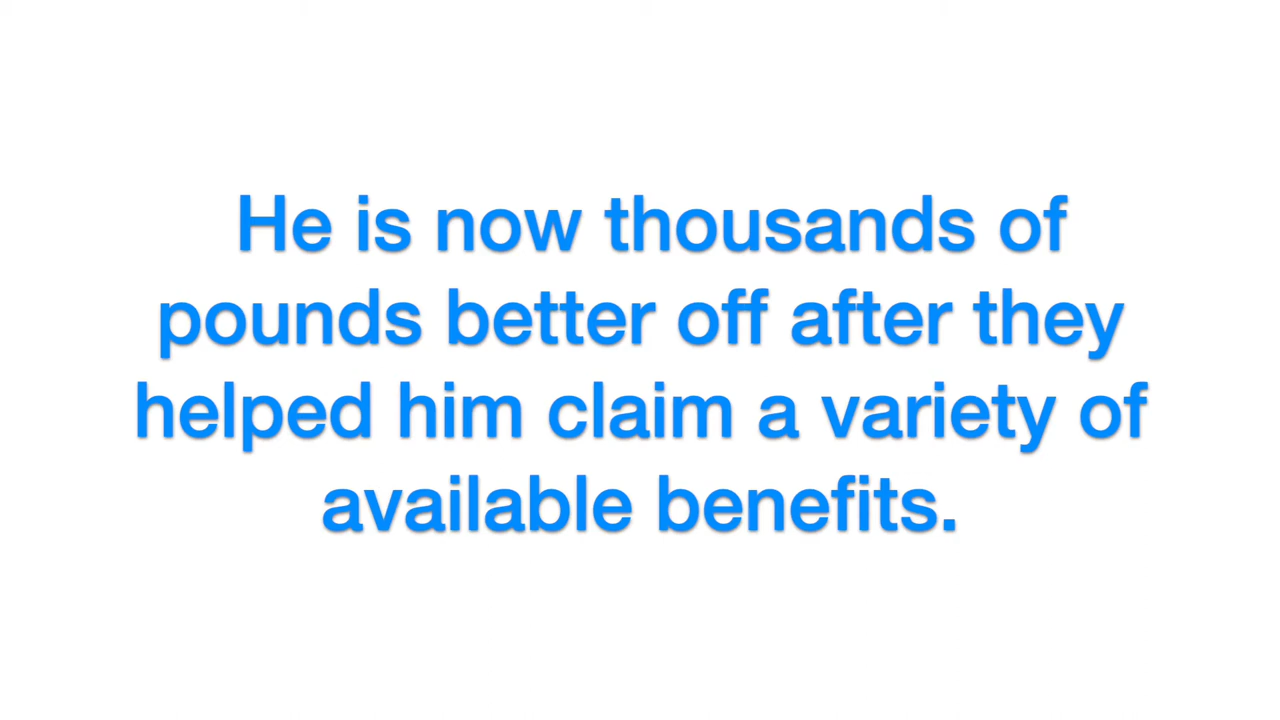 He is now thousands of
pounds better off after they
helped him claim a variety of
available benefits.